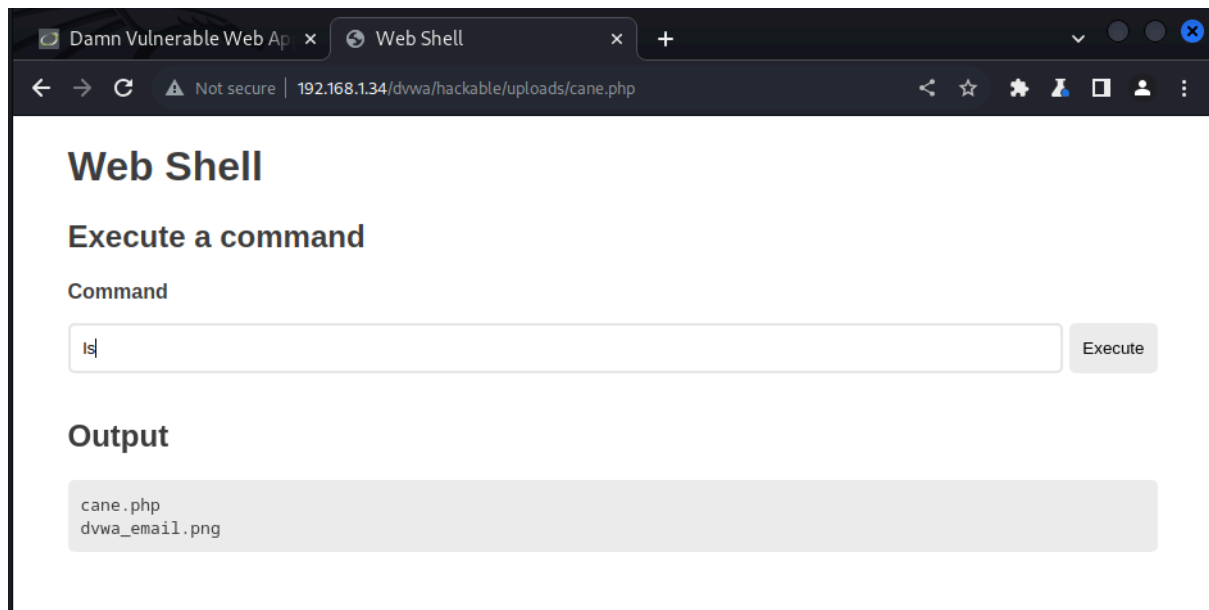 Damn Vulnerable Web Ap Web Shell
Not secure | 192.168.1.34/dvwa/hackable/uploads/cane.php
Web Shell
Execute a command
Command
ls Execute
Output
cane.php
dvwa_email.png